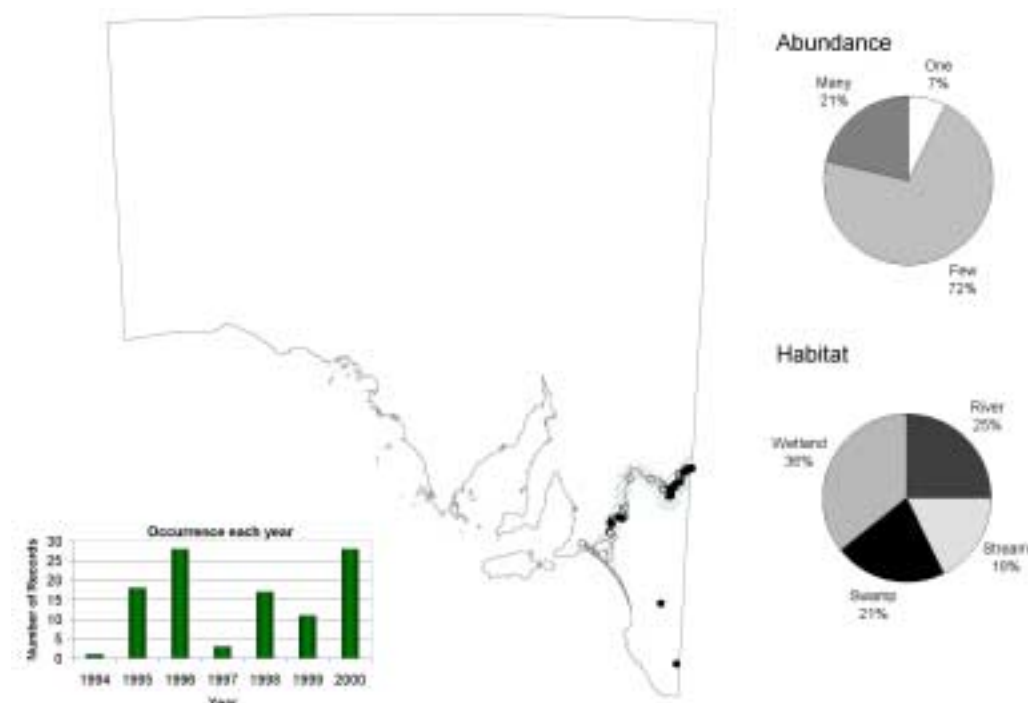 Abundance
One
7%
Many
21%
Few
72%
Habitat
River
25%
Wetland
36%
Stream
18%
Swamp
21%
Occurrence each year
Number of Records
30
25
20
15
10
5
0
1994 1995 1996 1997 1998 1999 2000
Year